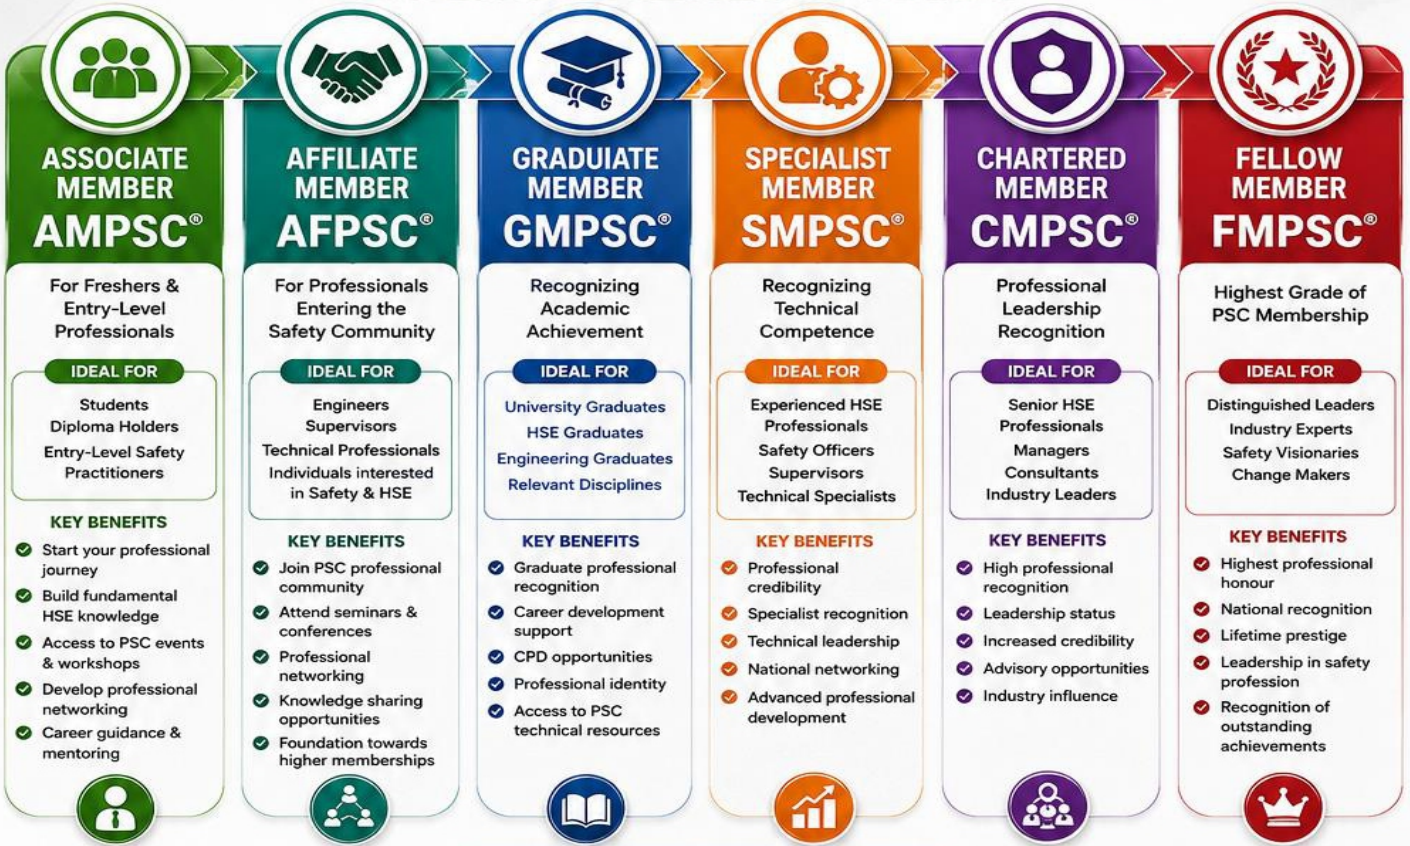 ASSOCIATE
MEMBER
AMPSC®
For Freshers &
Entry-Level
Professionals
IDEAL FOR
Students
Diploma Holders
Entry-Level Safety
Practitioners
KEY BENEFITS
Start your professional
journey
Build fundamental
HSE knowledge
Access to PSC events
& workshops
Develop professional
networking
Career guidance &
mentoring
AFFILIATE
MEMBER
AFPSC®
For Professionals
Entering the
Safety Community
IDEAL FOR
Engineers
Supervisors
Technical Professionals
Individuals interested
in Safety & HSE
KEY BENEFITS
Join PSC professional
community
Attend seminars &
conferences
Professional
networking
Knowledge sharing
opportunities
Foundation towards
higher memberships
GRADUIATE
MEMBER
GMPSC®
Recognizing
Academic
Achievement
IDEAL FOR
University Graduates
HSE Graduates
Engineering Graduates
Relevant Disciplines
KEY BENEFITS
Graduate professional
recognition
Career development
support
CPD opportunities
Professional identity
Access to PSC
technical resources
SPECIALIST
MEMBER
SMPSC®
Recognizing
Technical
Competence
IDEAL FOR
Experienced HSE
Professionals
Safety Officers
Supervisors
Technical Specialists
KEY BENEFITS
Professional
credibility
Specialist recognition
Technical leadership
National networking
Advanced professional
development
CHARTERED
MEMBER
CMPSC®
Professional
Leadership
Recognition
IDEAL FOR
Senior HSE
Professionals
Managers
Consultants
Industry Leaders
KEY BENEFITS
High professional
recognition
Leadership status
Increased credibility
Advisory opportunities
Industry influence
FELLOW
MEMBER
FMPSC®
Highest Grade of
PSC Membership
IDEAL FOR
Distinguished Leaders
Industry Experts
Safety Visionaries
Change Makers
KEY BENEFITS
Highest professional
honour
National recognition
Lifetime prestige
Leadership in safety
profession
Recognition of
outstanding
achievements